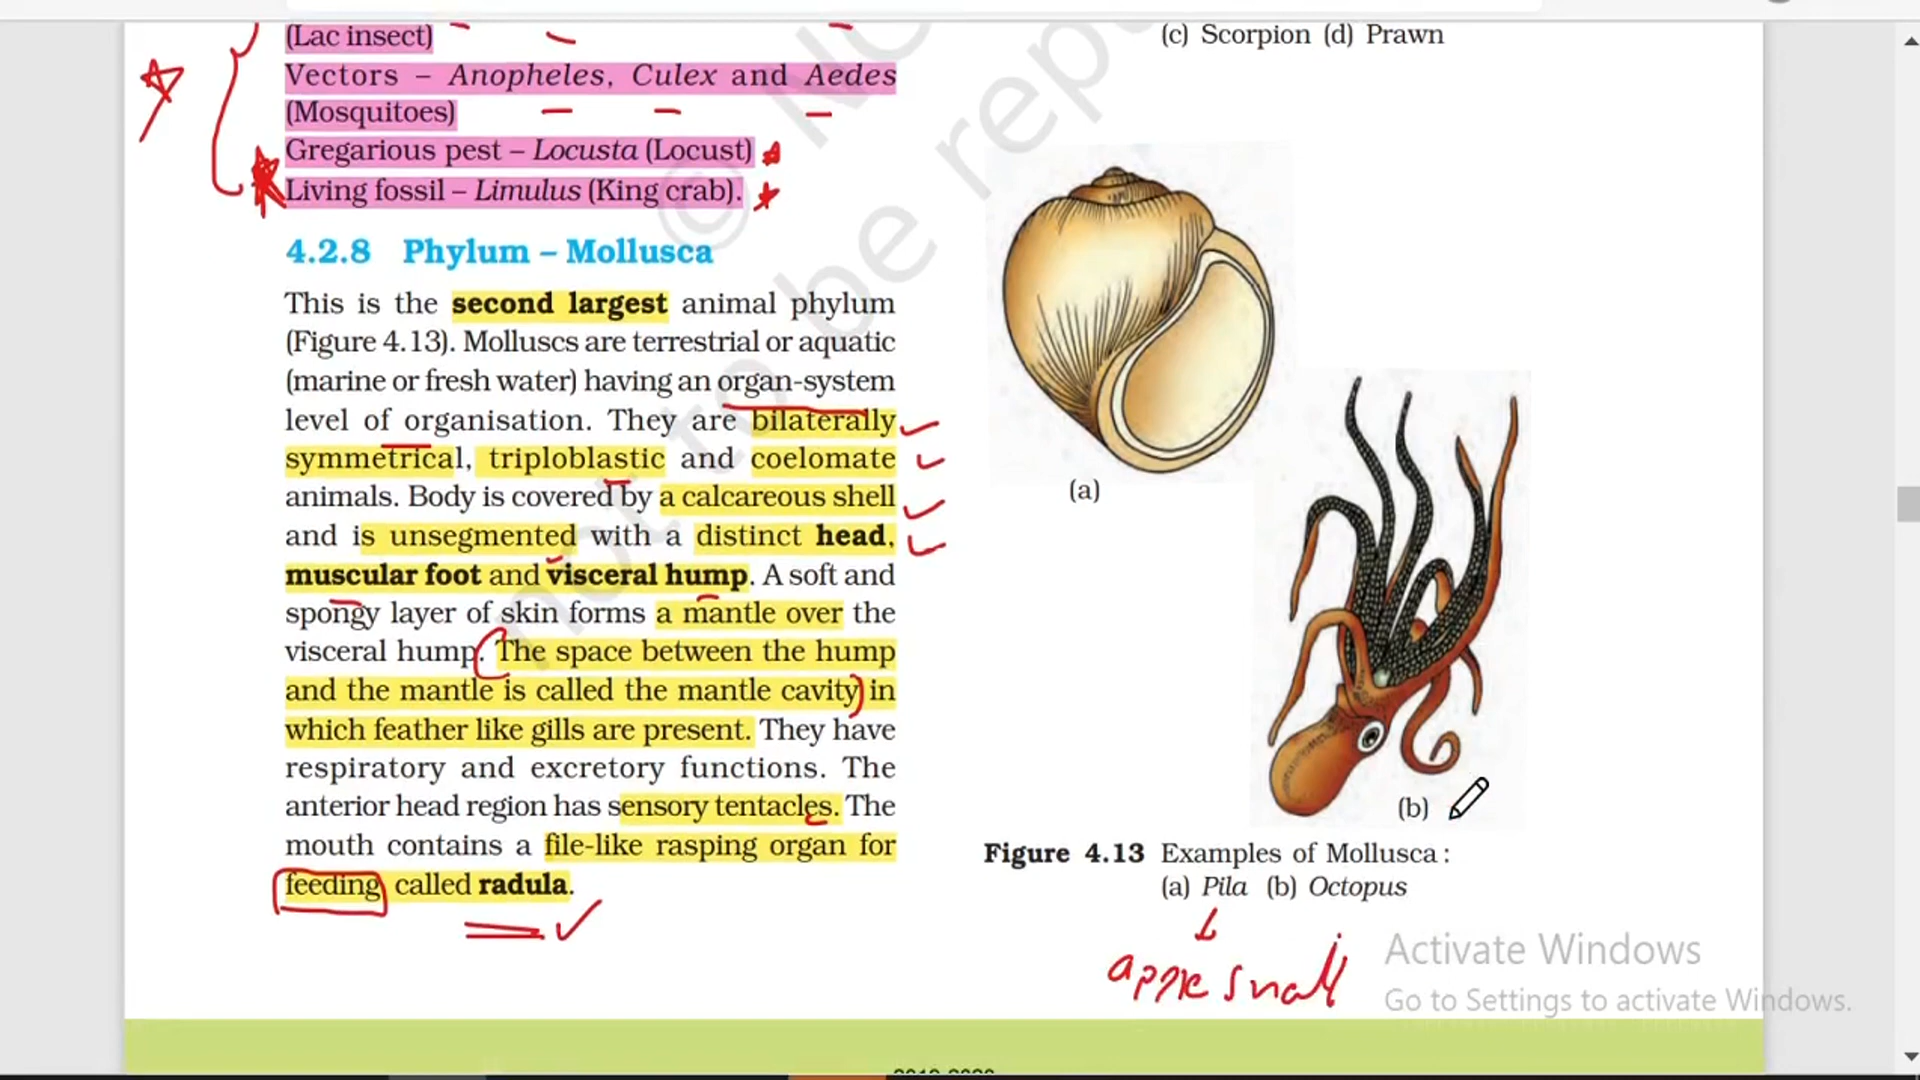 (Lac insect)
Vectors – Anopheles, Culex and Aedes
(Mosquitoes)
Gregarious pest – Locusta (Locust)
Living fossil – Limulus (King crab).
4.2.8 Phylum – Mollusca
This is the second largest animal phylum
(Figure 4.13). Molluscs are terrestrial or aquatic
(marine or fresh water) having an organ-system
level of organisation. They are bilaterally
symmetrical, triploblastic and coelomate
animals. Body is covered by a calcareous shell
and is unsegmented with a distinct head,
muscular foot and visceral hump. A soft and
spongy layer of skin forms a mantle over the
visceral hump. The space between the hump
and the mantle is called the mantle cavity in
which feather like gills are present. They have
respiratory and excretory functions. The
anterior head region has sensory tentacles. The
mouth contains a file-like rasping organ for
feeding called radula.
(c) Scorpion (d) Prawn
(a)
(b)
Figure 4.13 Examples of Mollusca :
(a) Pila (b) Octopus
apple snail
Activate Windows
Go to Settings to activate Windows.
not to be
2019-2020